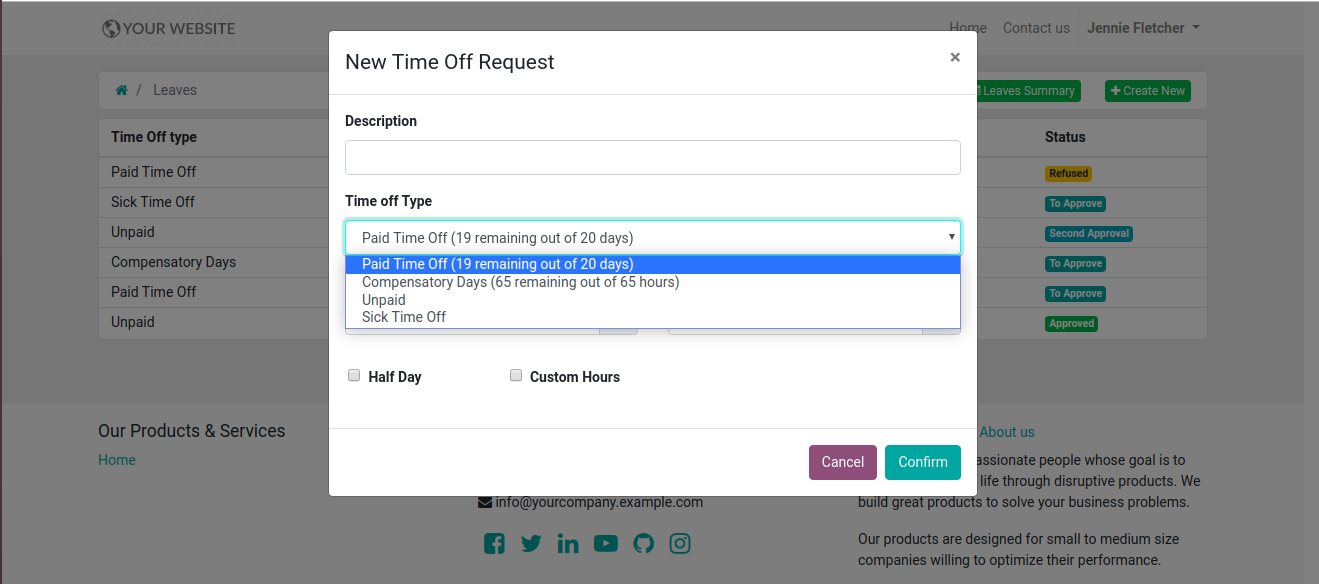 YOUR WEBSITE
Home Contact us Jennie Fletcher
New Time Off Request ×
/ Leaves
Leaves Summary
Create New
Description
Time Off type Status
Paid Time Off Refused
Sick Time Off To Approve
Time off Type
Unpaid Second Approval
Paid Time Off (19 remaining out of 20 days)
Compensatory Days To Approve
Paid Time Off (19 remaining out of 20 days)
Compensatory Days (65 remaining out of 65 hours)
Unpaid
Sick Time Off
Paid Time Off To Approve
Unpaid Approved
Half Day Custom Hours
Cancel Confirm
Our Products & Services
Home
About us
passionate people whose goal is to
life through disruptive products. We
build great products to solve your business problems.
info@yourcompany.example.com
Our products are designed for small to medium size
companies willing to optimize their performance.